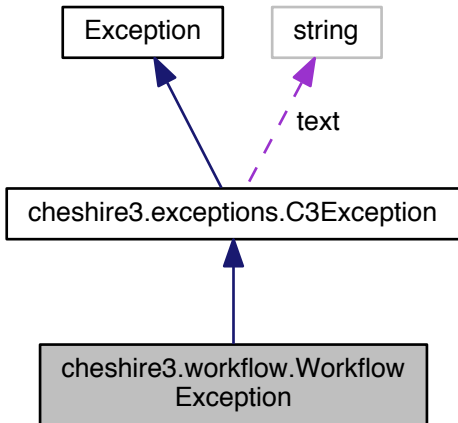 Exception
string
text
cheshire3.exceptions.C3Exception
cheshire3.workflow.Workflow
Exception